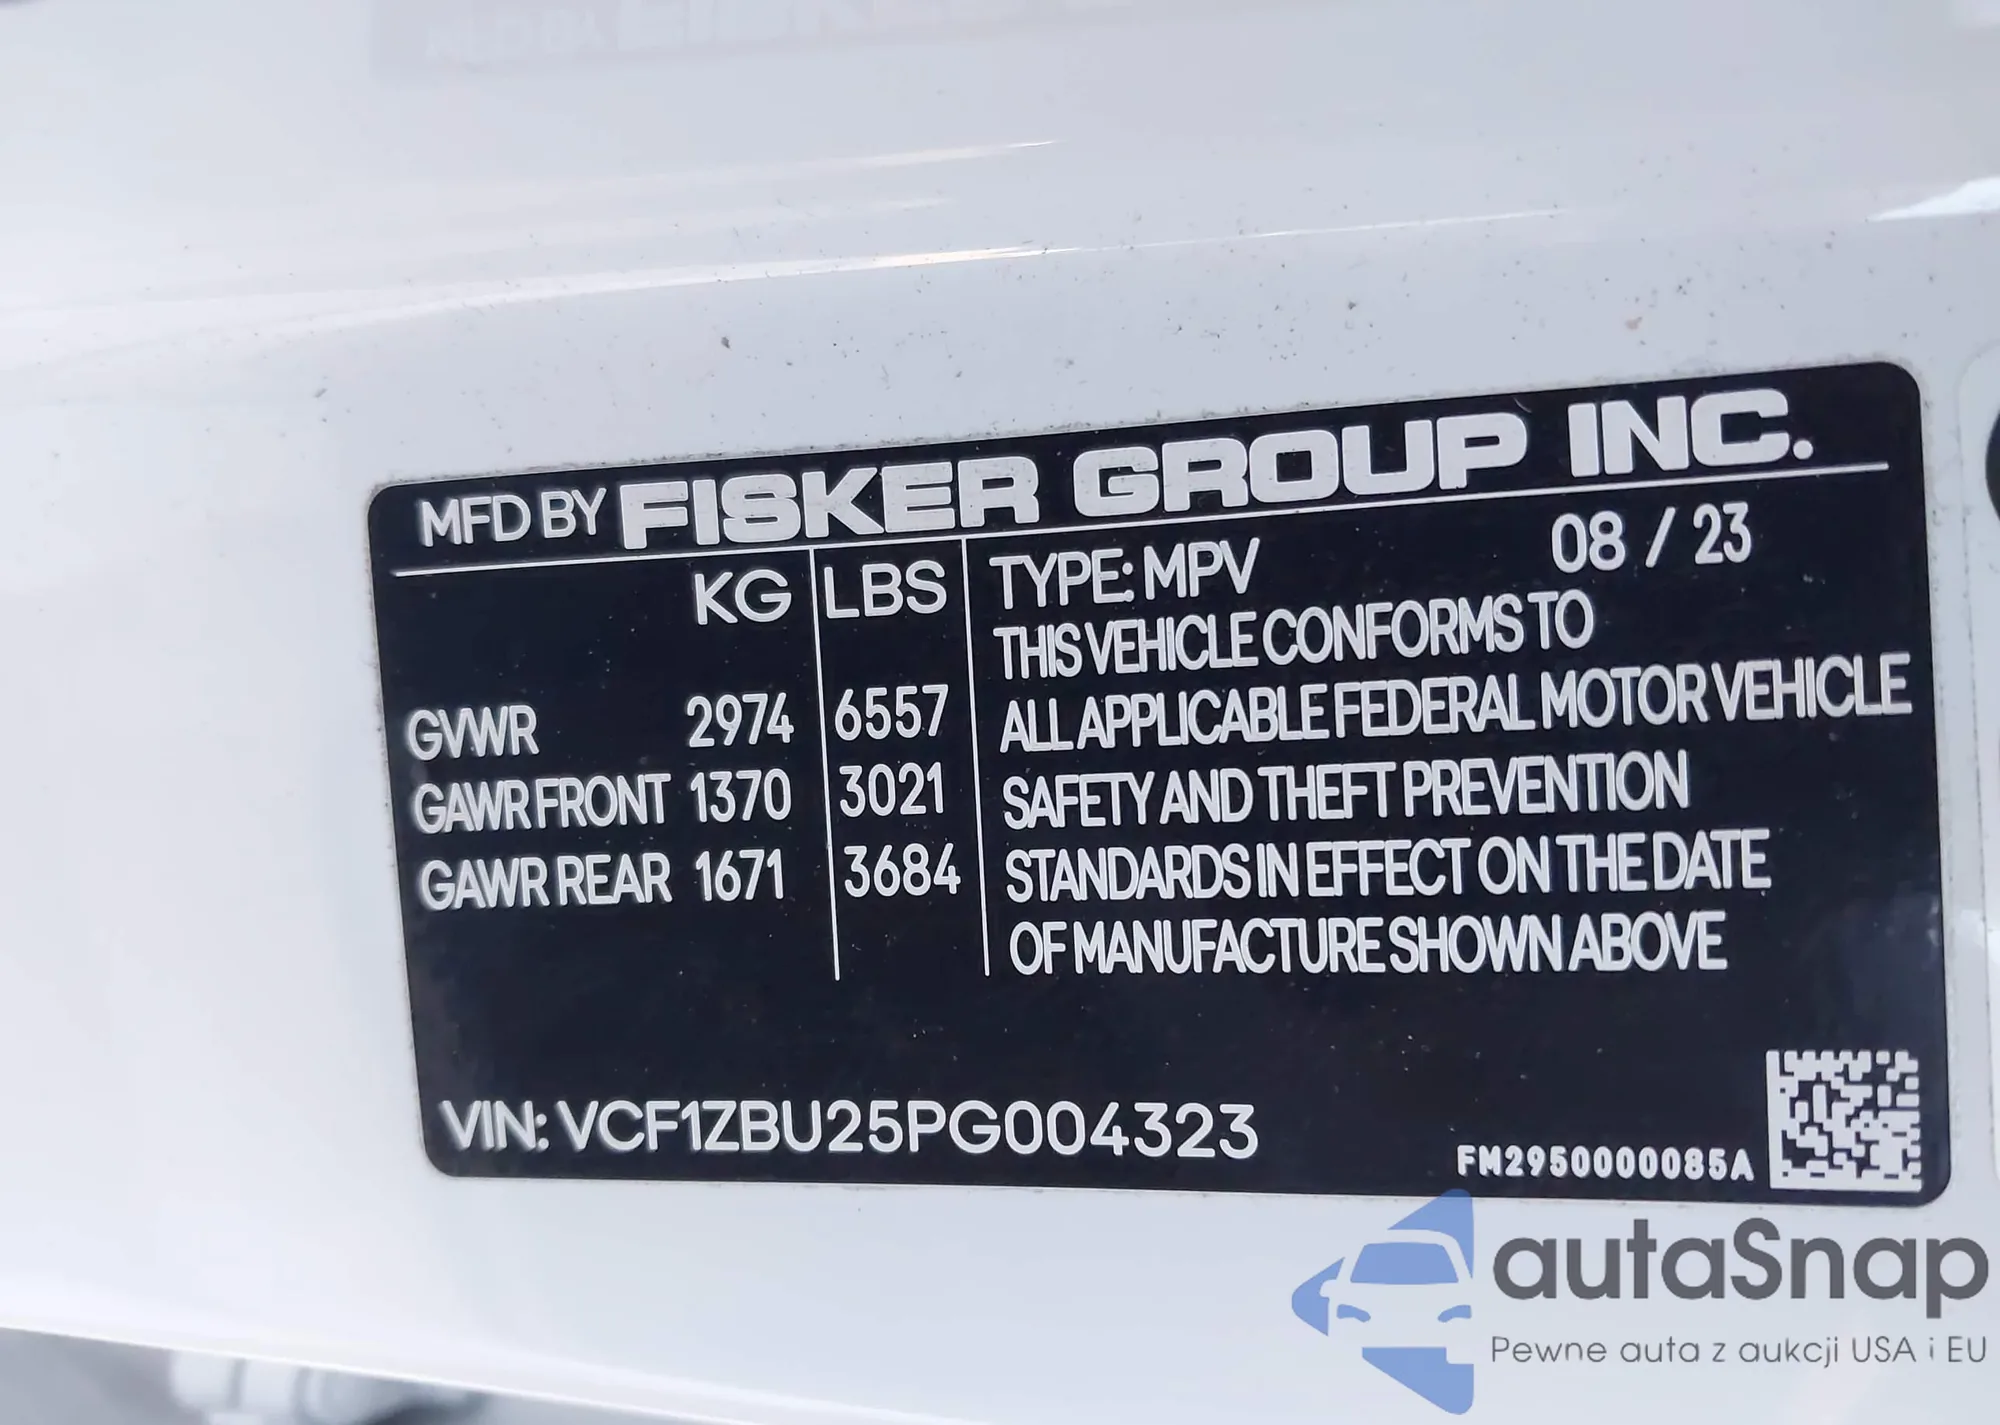 MFD BY FISKER GROUP INC.
KG LBS
GVWR 2974 6557
GAWR FRONT 1370 3021
GAWR REAR 1671 3684
TYPE: MPV 08 / 23
THIS VEHICLE CONFORMS TO
ALL APPLICABLE FEDERAL MOTOR VEHICLE
SAFETY AND THEFT PREVENTION
STANDARDS IN EFFECT ON THE DATE
OF MANUFACTURE SHOWN ABOVE
VIN: VCF1ZBU25PG004323
FM2950000085A
autaSnap
Pewne auta z aukcji USA i EU